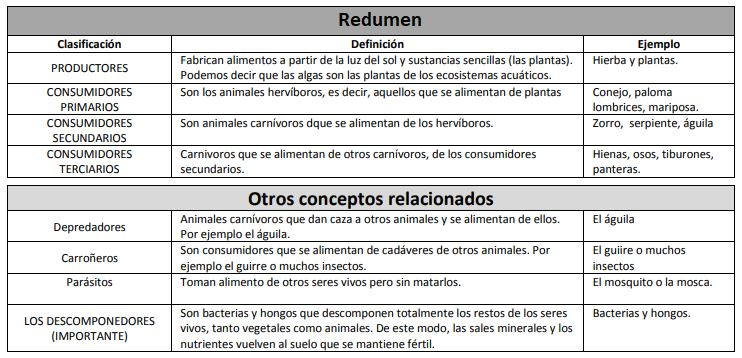 Redumen
Clasificación Definición Ejemplo
PRODUCTORES
Fabrican alimentos a partir de la luz del sol y sustancias sencillas (las plantas).
Podemos decir que las algas son las plantas de los ecosistemas acuáticos.
Hierba y plantas.
CONSUMIDORES
PRIMARIOS
Son los animales hervíboros, es decir, aquellos que se alimentan de plantas
Conejo, paloma
lombrices, mariposa.
CONSUMIDORES
SECUNDARIOS
Son animales carnívoros dque se alimentan de los hervíboros.
Zorro, serpiente, águila
CONSUMIDORES
TERCIARIOS
Carnivoros que se alimentan de otros carnívoros, de los consumidores
secundarios.
Hienas, osos, tiburones,
panteras.
Otros conceptos relacionados
Depredadores
Animales carnívoros que dan caza a otros animales y se alimentan de ellos.
Por ejemplo el águila.
El águila
Carroñeros
Son consumidores que se alimentan de cadáveres de otros animales. Por
ejemplo el guirre o muchos insectos.
El guiire o muchos
insectos
Parásitos
Toman alimento de otros seres vivos pero sin matarlos.
El mosquito o la mosca.
LOS DESCOMPONEDORES
(IMPORTANTE)
Son bacterias y hongos que descomponen totalmente los restos de los seres
vivos, tanto vegetales como animales. De este modo, las sales minerales y los
nutrientes vuelven al suelo que se mantiene fértil.
Bacterias y hongos.